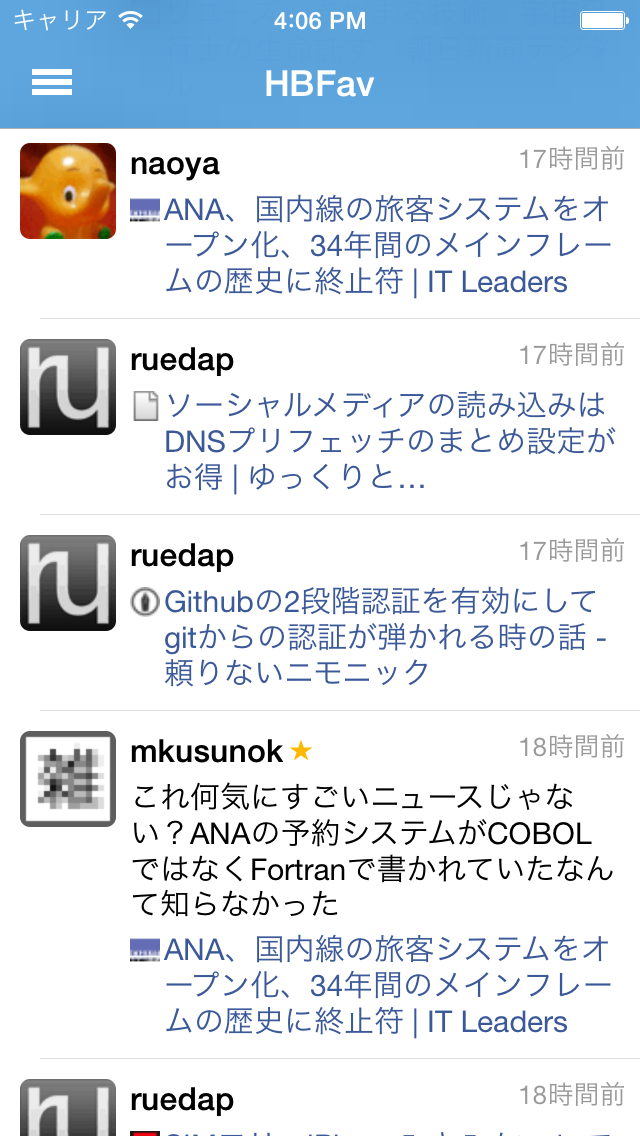 キャリア 4:06 PM
HBFav
naoya 17時間前
ANA、国内線の旅客システムをオ
ープン化、34年間のメインフレー
ムの歴史に終止符 | IT Leaders
ruedap 17時間前
ソーシャルメディアの読み込みは
DNSプリフェッチのまとめ設定が
お得 | ゆっくりと…
ruedap 17時間前
Githubの2段階認証を有効にして
gitからの認証が弾かれる時の話 -
頼りないニモニック
mkusunok ★ 18時間前
これ何気にすごいニュースじゃな
い？ANAの予約システムがCOBOL
ではなくFortranで書かれていたなん
て知らなかった
ANA、国内線の旅客システムをオ
ープン化、34年間のメインフレー
ムの歴史に終止符 | IT Leaders
ruedap 18時間前